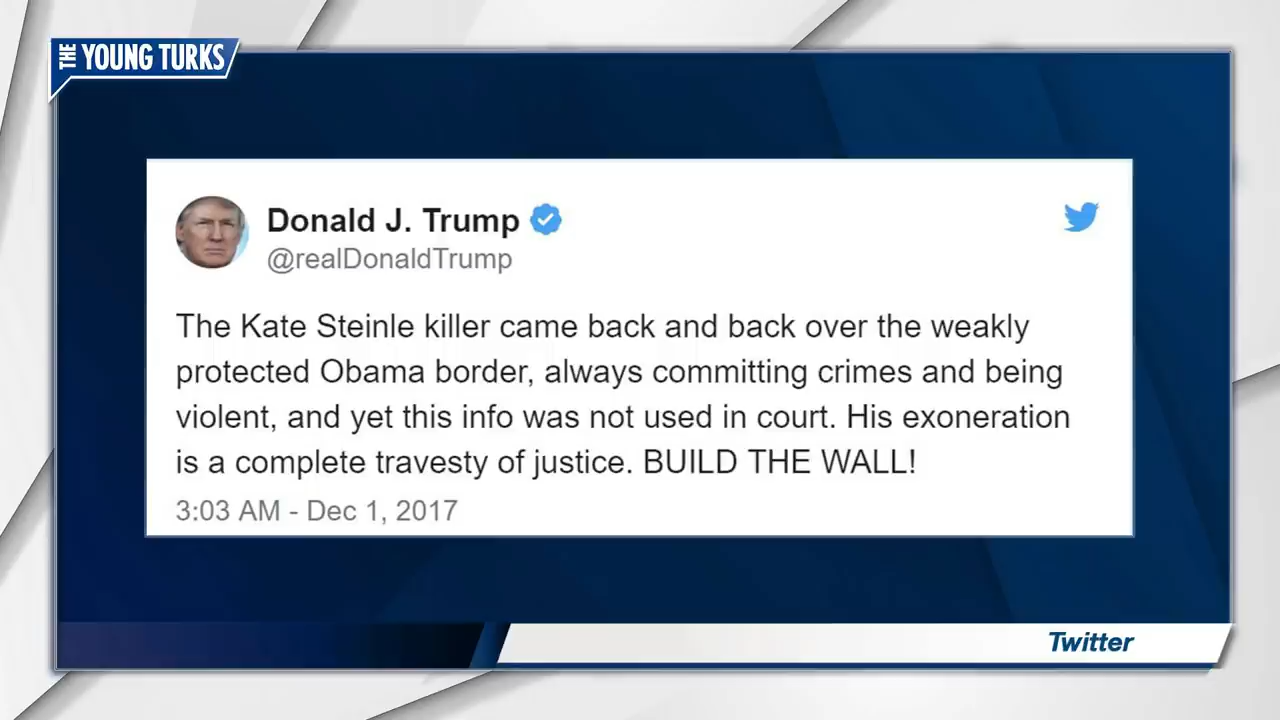 THE YOUNG TURKS
Donald J. Trump
@realDonaldTrump
The Kate Steinle killer came back and back over the weakly
protected Obama border, always committing crimes and being
violent, and yet this info was not used in court. His exoneration
is a complete travesty of justice. BUILD THE WALL!
3:03 AM - Dec 1, 2017
Twitter